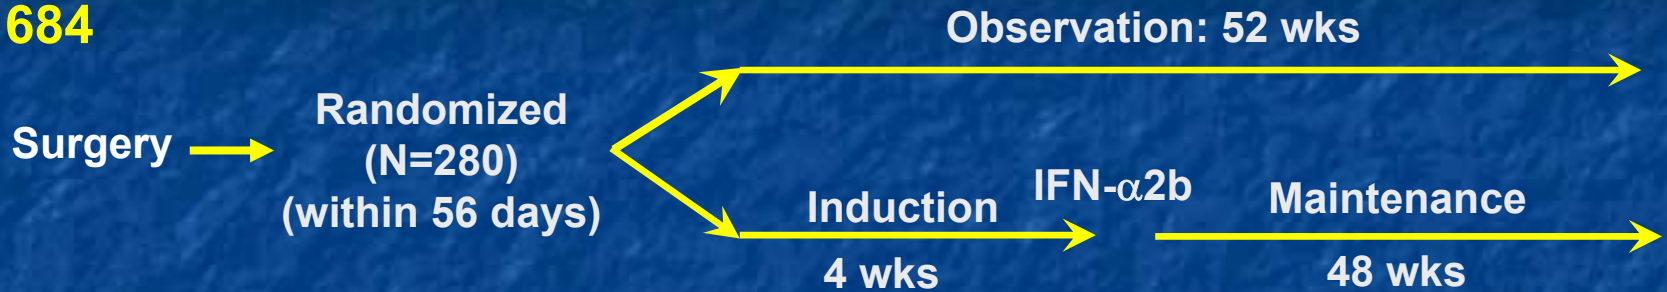 684
Observation: 52 wks
Surgery
Randomized
(N=280)
(within 56 days)
Induction
IFN-α2b
Maintenance
4 wks
48 wks